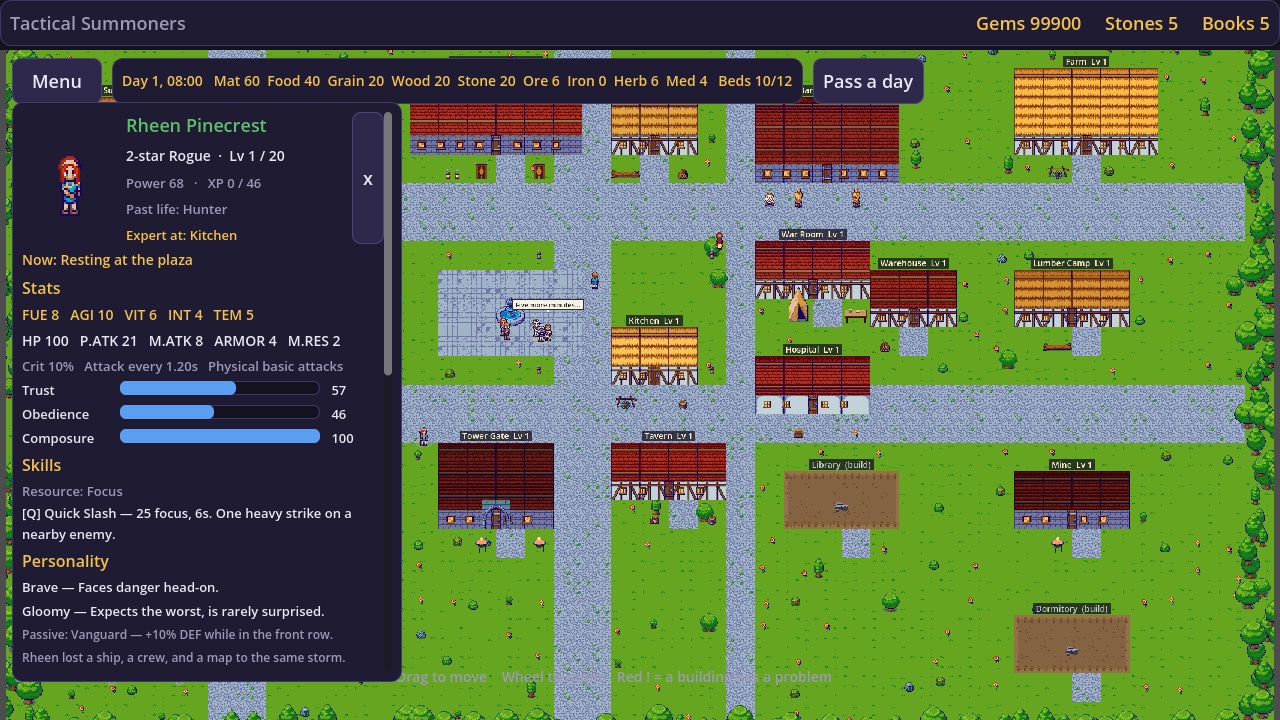 Tactical Summoners
Gems 99900 Stones 5 Books 5
Menu
Day 1, 08:00 Mat 60 Food 40 Grain 20 Wood 20 Stone 20 Ore 6 Iron 0 Herb 6 Med 4 Beds 10/12
Pass a day
Farm Lv 1
Rheen Pinecrest
2-star Rogue · Lv 1 / 20
Power 68 · XP 0 / 46
Past life: Hunter
Expert at: Kitchen
X
Now: Resting at the plaza
Stats
FUE 8 AGI 10 VIT 6 INT 4 TEM 5
HP 100 P.ATK 21 M.ATK 8 ARMOR 4 M.RES 2
Crit 10% Attack every 1.20s Physical basic attacks
Trust 57
Obedience 46
Composure 100
Skills
Resource: Focus
[Q] Quick Slash — 25 focus, 6s. One heavy strike on a
nearby enemy.
Personality
Brave — Faces danger head-on.
Gloomy — Expects the worst, is rarely surprised.
Passive: Vanguard — +10% DEF while in the front row.
Rheen lost a ship, a crew, and a map to the same storm.
War Room Lv 1
Warehouse Lv 1
Lumber Camp Lv 1
Five more minutes...
Kitchen Lv 1
Hospital Lv 1
Tower Gate Lv 1
Tavern Lv 1
Library (build)
Mine Lv 1
Dormitory (build)
Drag to move Wheel Red ! = a building a problem